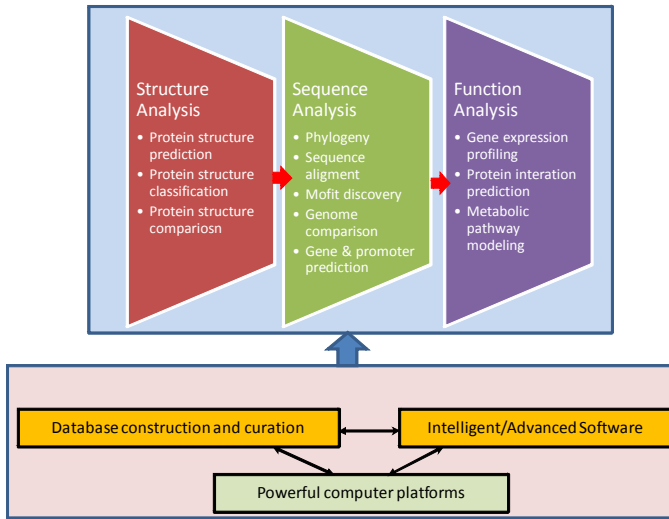 Structure
Analysis
• Protein structure
prediction
• Protein structure
classification
• Protein structure
compariosn
Sequence
Analysis
• Phylogeny
• Sequence
aligment
• Mofit discovery
• Genome
comparison
• Gene & promoter
prediction
Function
Analysis
• Gene expression
profiling
• Protein interation
prediction
• Metabolic
pathway
modeling
Database construction and curation
Intelligent/Advanced Software
Powerful computer platforms